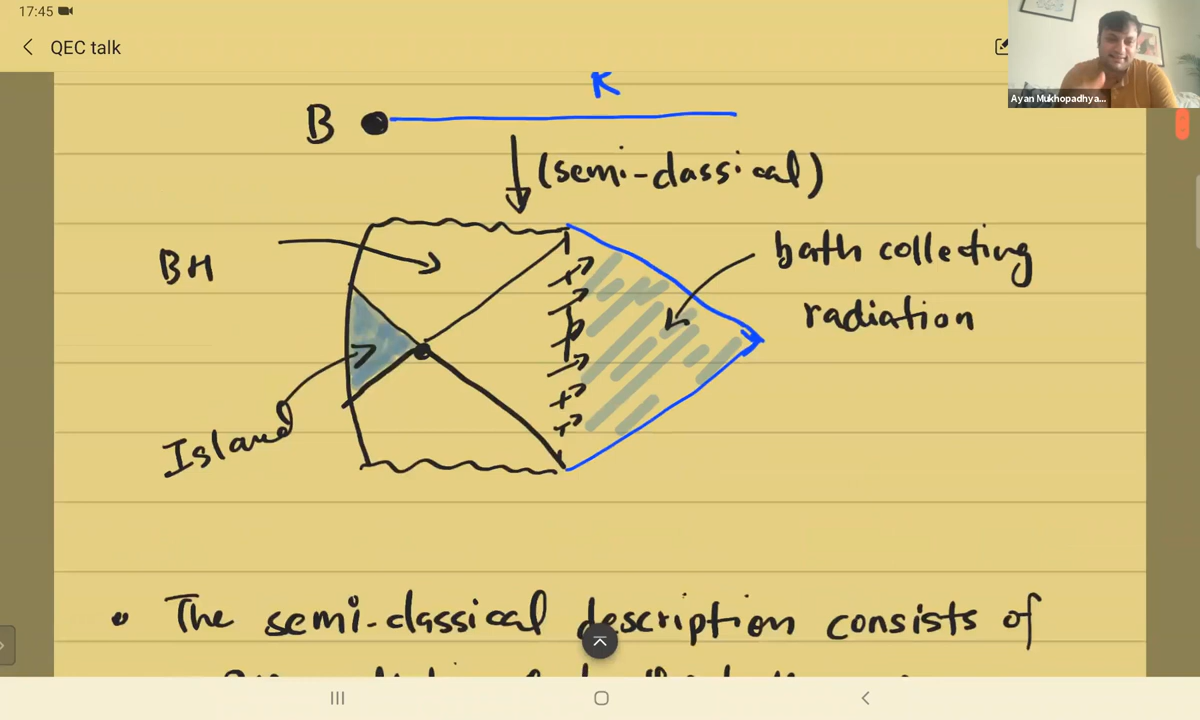 17:45
QEC talk
Ayan Mukhopadhya...
R
B
(semi-classical)
BH
bath collecting
radiation
Island
• The semi-classical description consists of